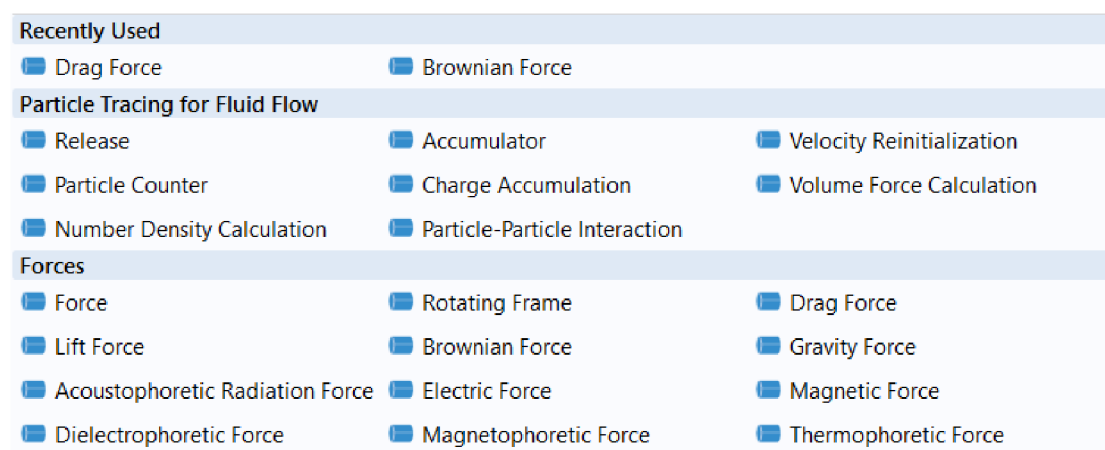 Recently Used
Drag Force Brownian Force
Particle Tracing for Fluid Flow
Release Accumulator Velocity Reinitialization
Particle Counter Charge Accumulation Volume Force Calculation
Number Density Calculation Particle-Particle Interaction
Forces
Force Rotating Frame Drag Force
Lift Force Brownian Force Gravity Force
Acoustophoretic Radiation Force Electric Force Magnetic Force
Dielectrophoretic Force Magnetophoretic Force Thermophoretic Force